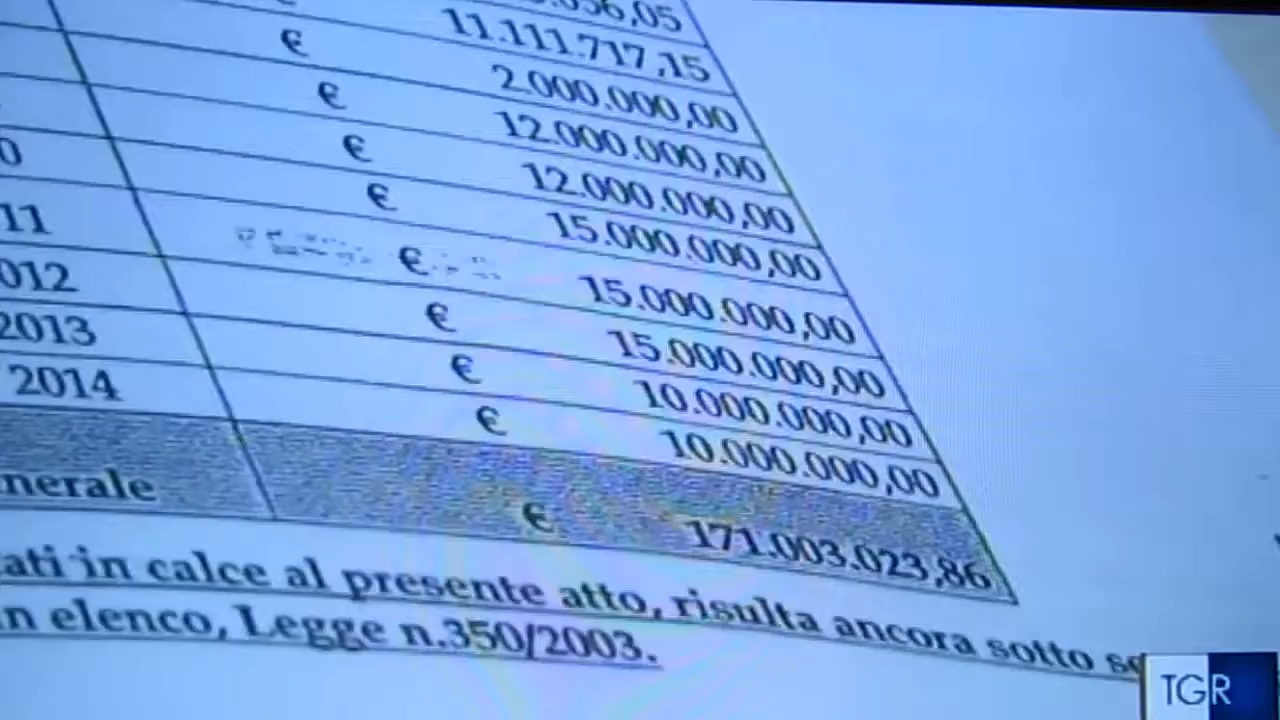 € 11.111.717,15
€ 2.000.000,00
€ 12.000.000,00
0 € 12.000.000,00
11 € 15.000.000,00
012 € 15.000.000,00
2013 € 15.000.000,00
2014 € 10.000.000,00
€ 10.000.000,00
nerale € 171.003.023,86
ati in calce al presente atto, risulta ancora sotto
n elenco, Legge n.350/2003.
TGR